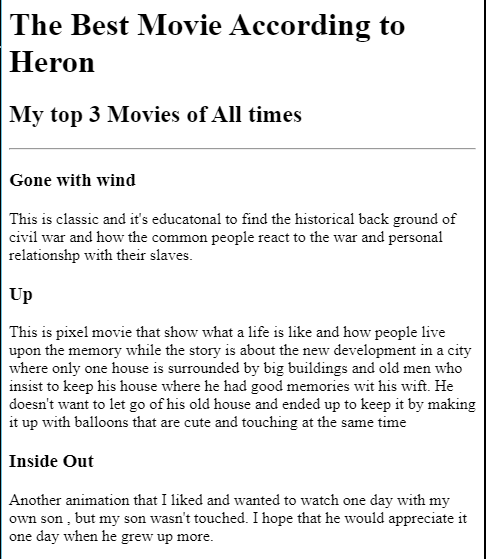 The Best Movie According to
Heron
My top 3 Movies of All times
Gone with wind
This is classic and it's educatonal to find the historical back ground of
civil war and how the common people react to the war and personal
relationshp with their slaves.
Up
This is pixel movie that show what a life is like and how people live
upon the memory while the story is about the new development in a city
where only one house is surrounded by big buildings and old men who
insist to keep his house where he had good memories wit his wift. He
doesn't want to let go of his old house and ended up to keep it by making
it up with balloons that are cute and touching at the same time
Inside Out
Another animation that I liked and wanted to watch one day with my
own son , but my son wasn't touched. I hope that he would appreciate it
one day when he grew up more.